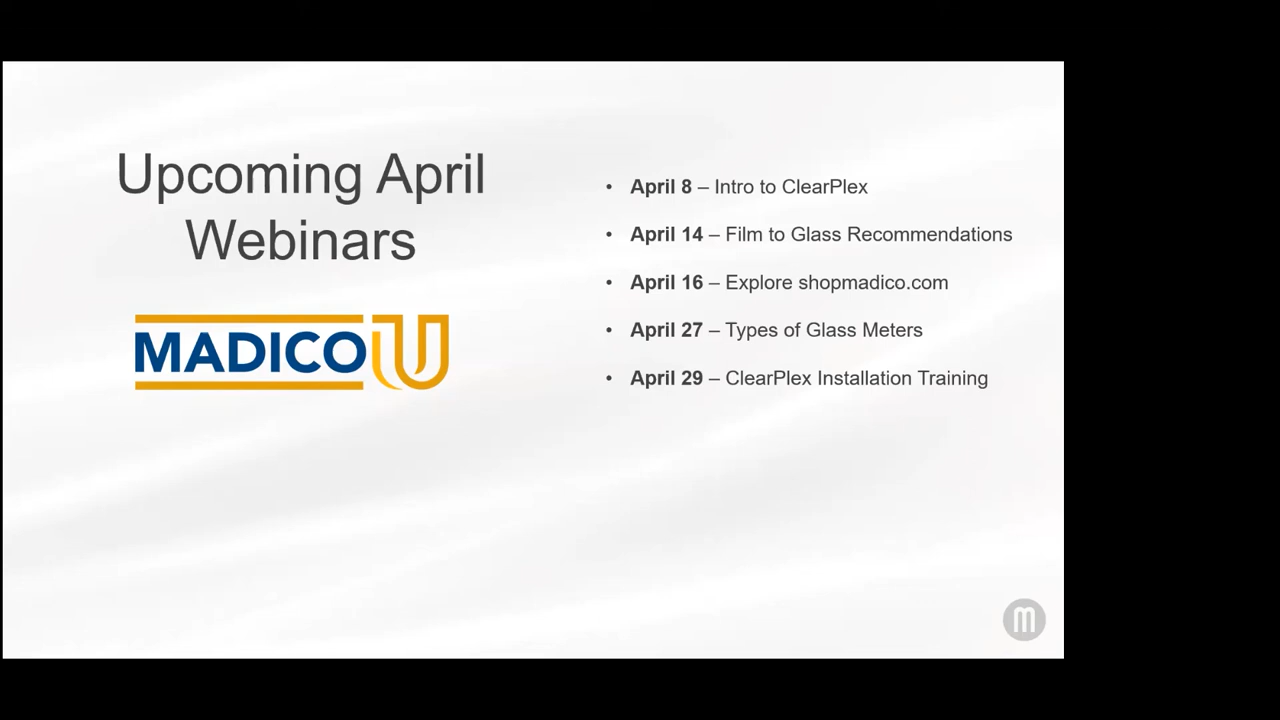 Upcoming April
Webinars
MADICO U
• April 8 – Intro to ClearPlex
• April 14 – Film to Glass Recommendations
• April 16 – Explore shopmadico.com
• April 27 – Types of Glass Meters
• April 29 – ClearPlex Installation Training
m